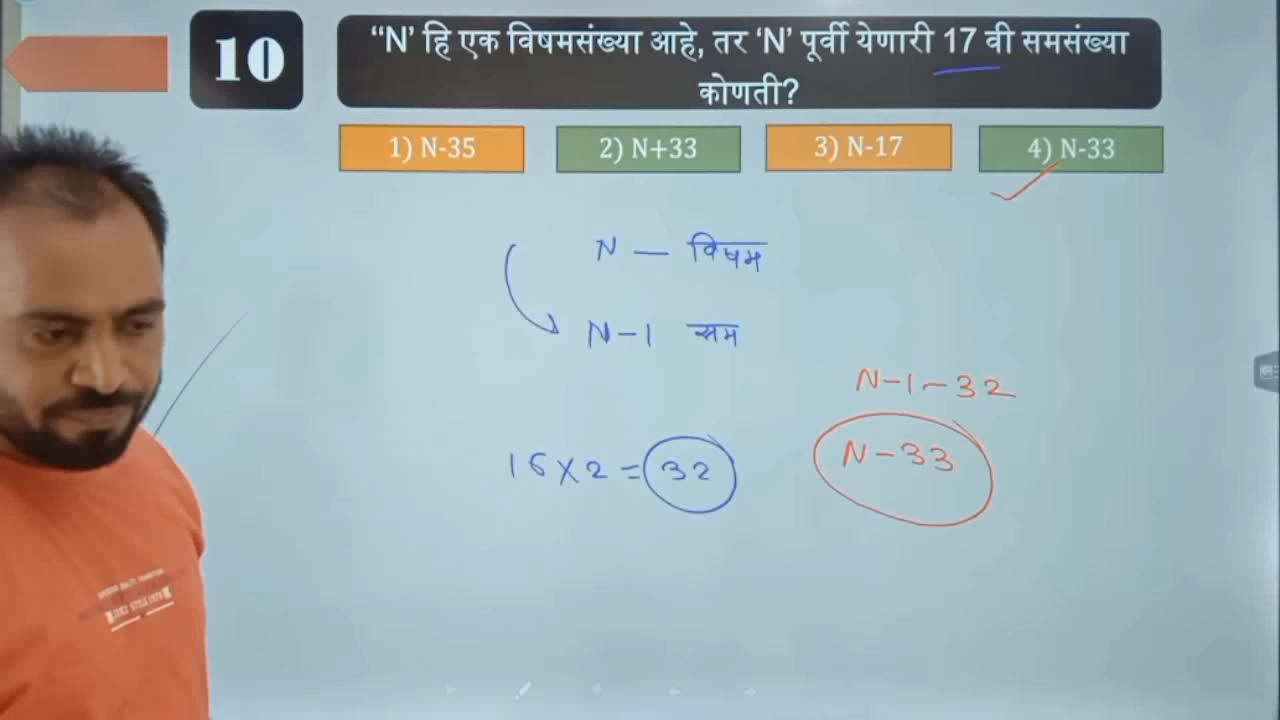 10
“N’ हि एक विषमसंख्या आहे, तर ‘N’ पूर्वी येणारी 17 वी समसंख्या
कोणती?
1) N-35
2) N+33
3) N-17
4) N-33
N — विषम
N-1 सम
N-1-32
16×2=32
N-33